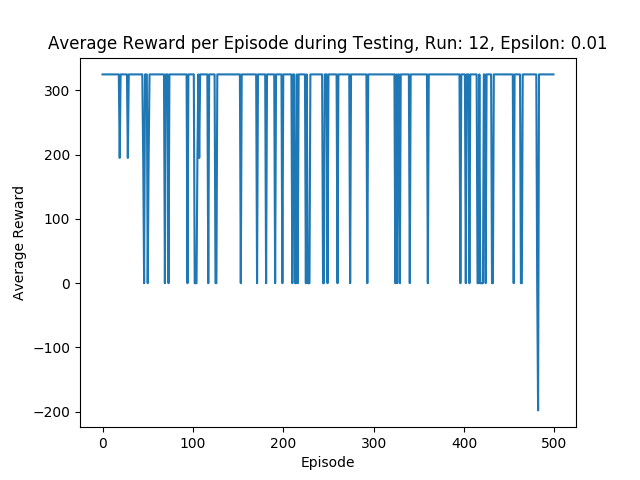 Average Reward per Episode during Testing, Run: 12, Epsilon: 0.01
300
200
100
0
−100
−200
Average Reward
0 100 200 300 400 500
Episode